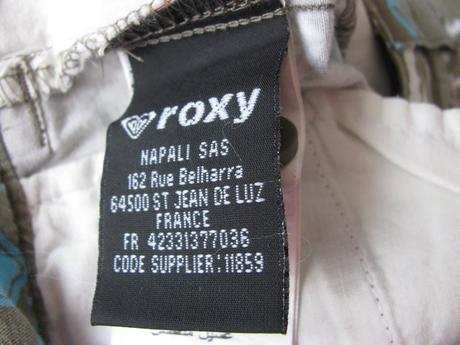 roxy
NAPALI SAS
162 Rue Belharra
64500 ST JEAN DE LUZ
FRANCE
FR 42331377036
CODE SUPPLIER:11859